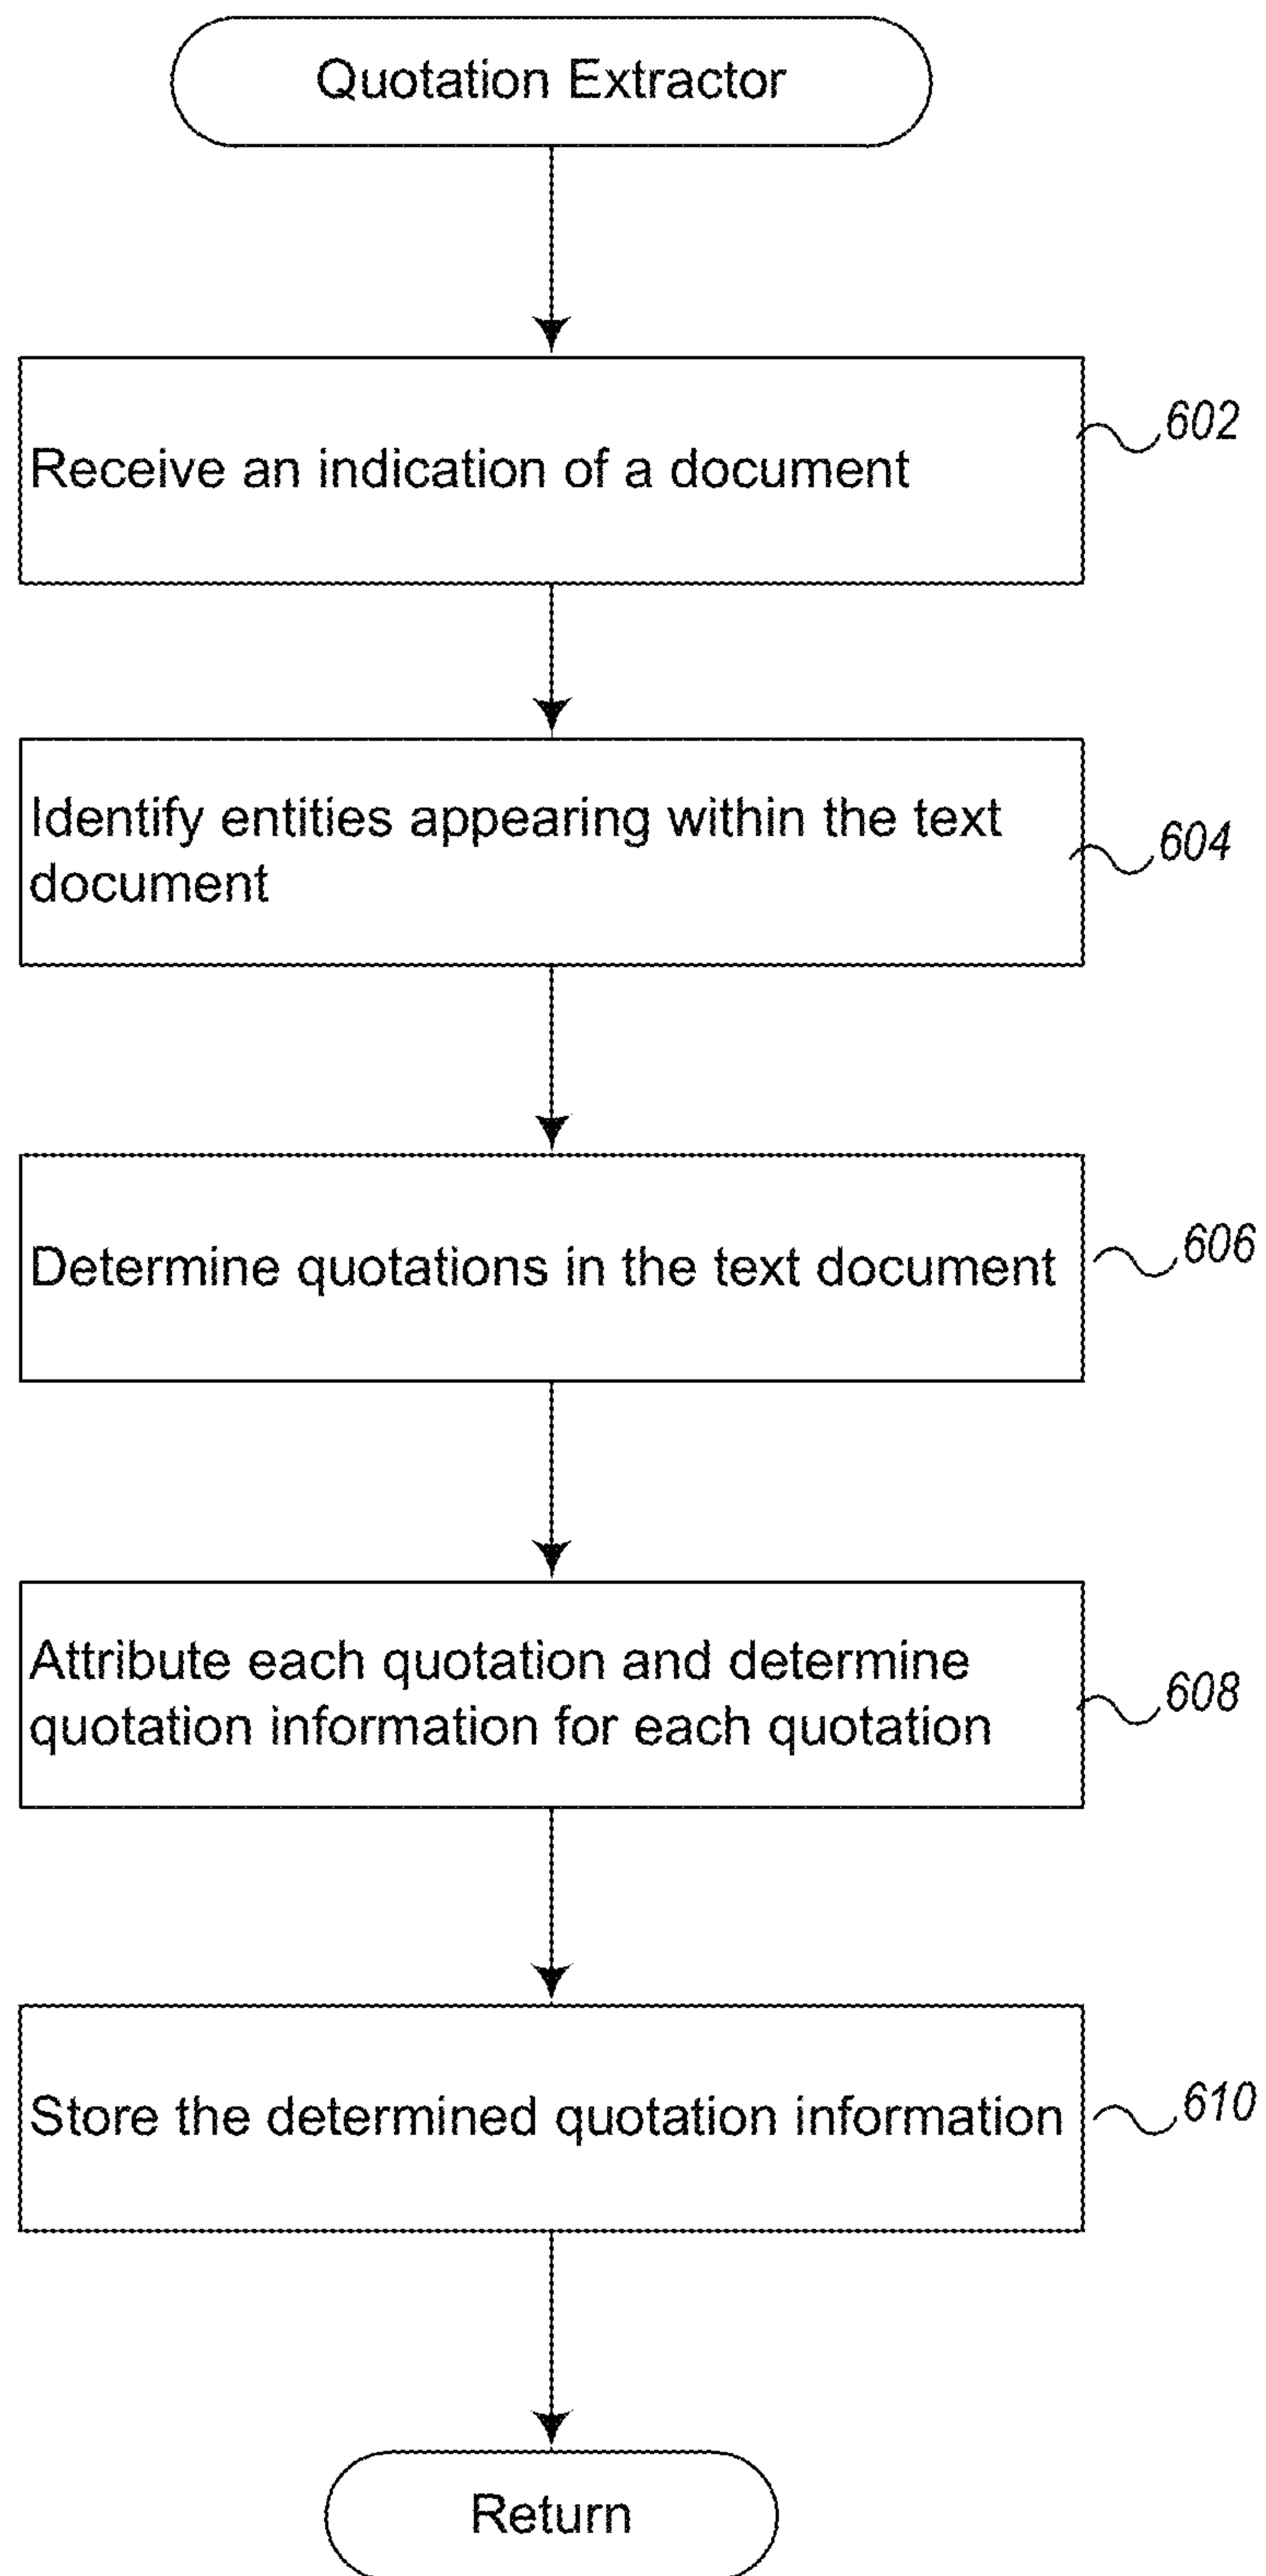 Quotation Extractor
Receive an indication of a document
602
Identify entities appearing within the text
document
604
Determine quotations in the text document
606
Attribute each quotation and determine
quotation information for each quotation
608
Store the determined quotation information
610
Return